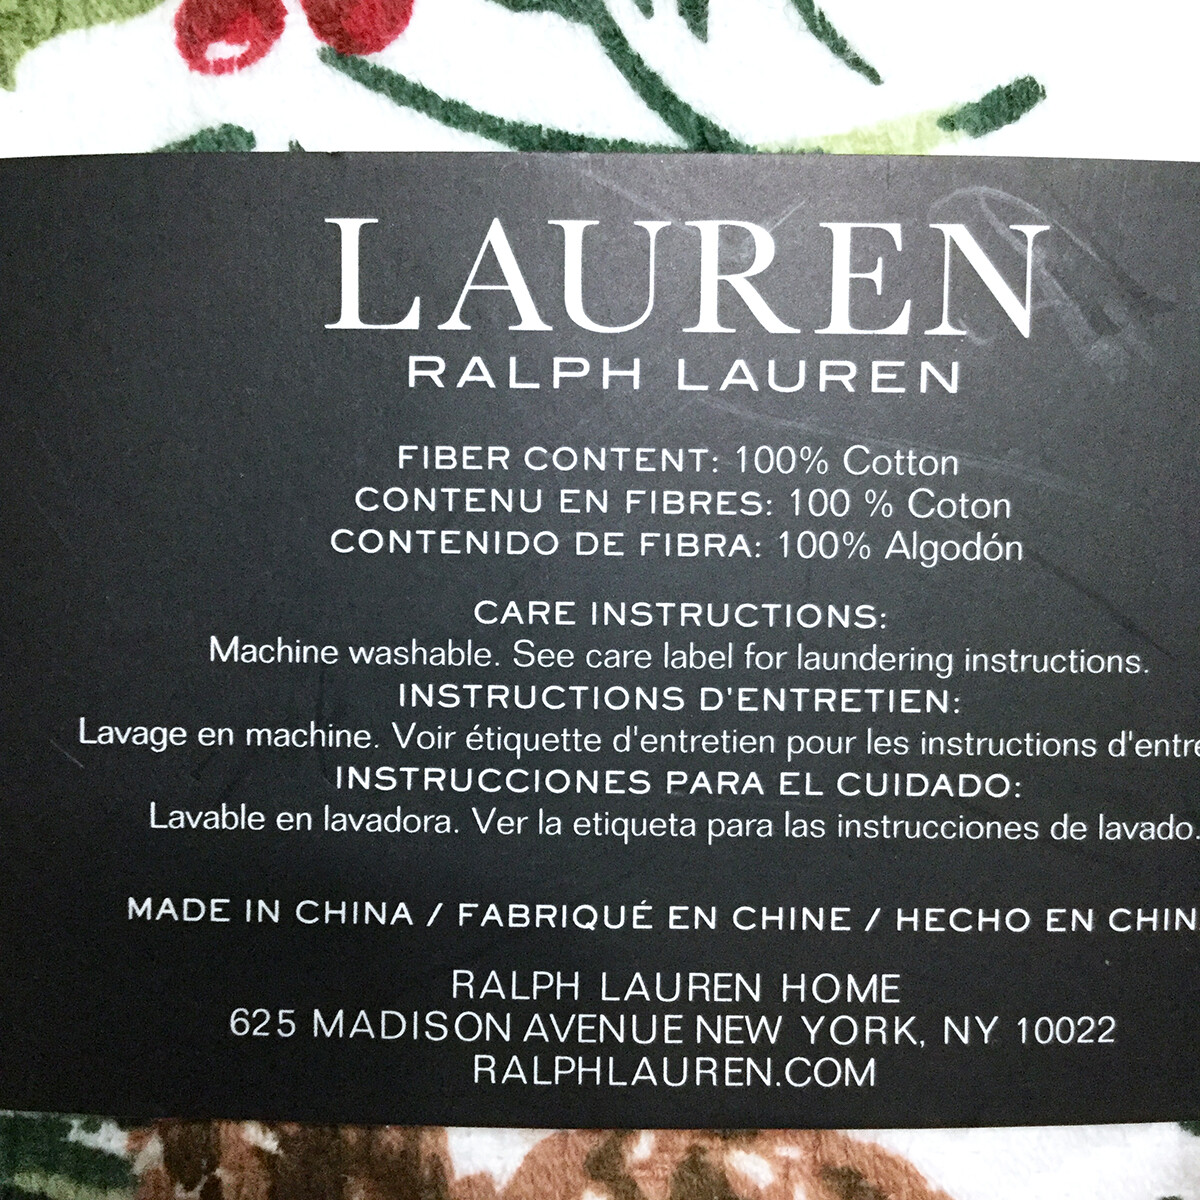 LAUREN
RALPH LAUREN
FIBER CONTENT: 100% Cotton
CONTENU EN FIBRES: 100 % Coton
CONTENIDO DE FIBRA: 100% Algodón
CARE INSTRUCTIONS:
Machine washable. See care label for laundering instructions.
INSTRUCTIONS D'ENTRETIEN:
Lavage en machine. Voir étiquette d'entretien pour les instructions
INSTRUCCIONES PARA EL CUIDADO:
Lavable en lavadora. Ver la etiqueta para las instrucciones de lavado.
MADE IN CHINA / FABRIQUÉ EN CHINE / HECHO EN
RALPH LAUREN HOME
625 MADISON AVENUE NEW YORK, NY 10022
RALPHLAUREN.COM